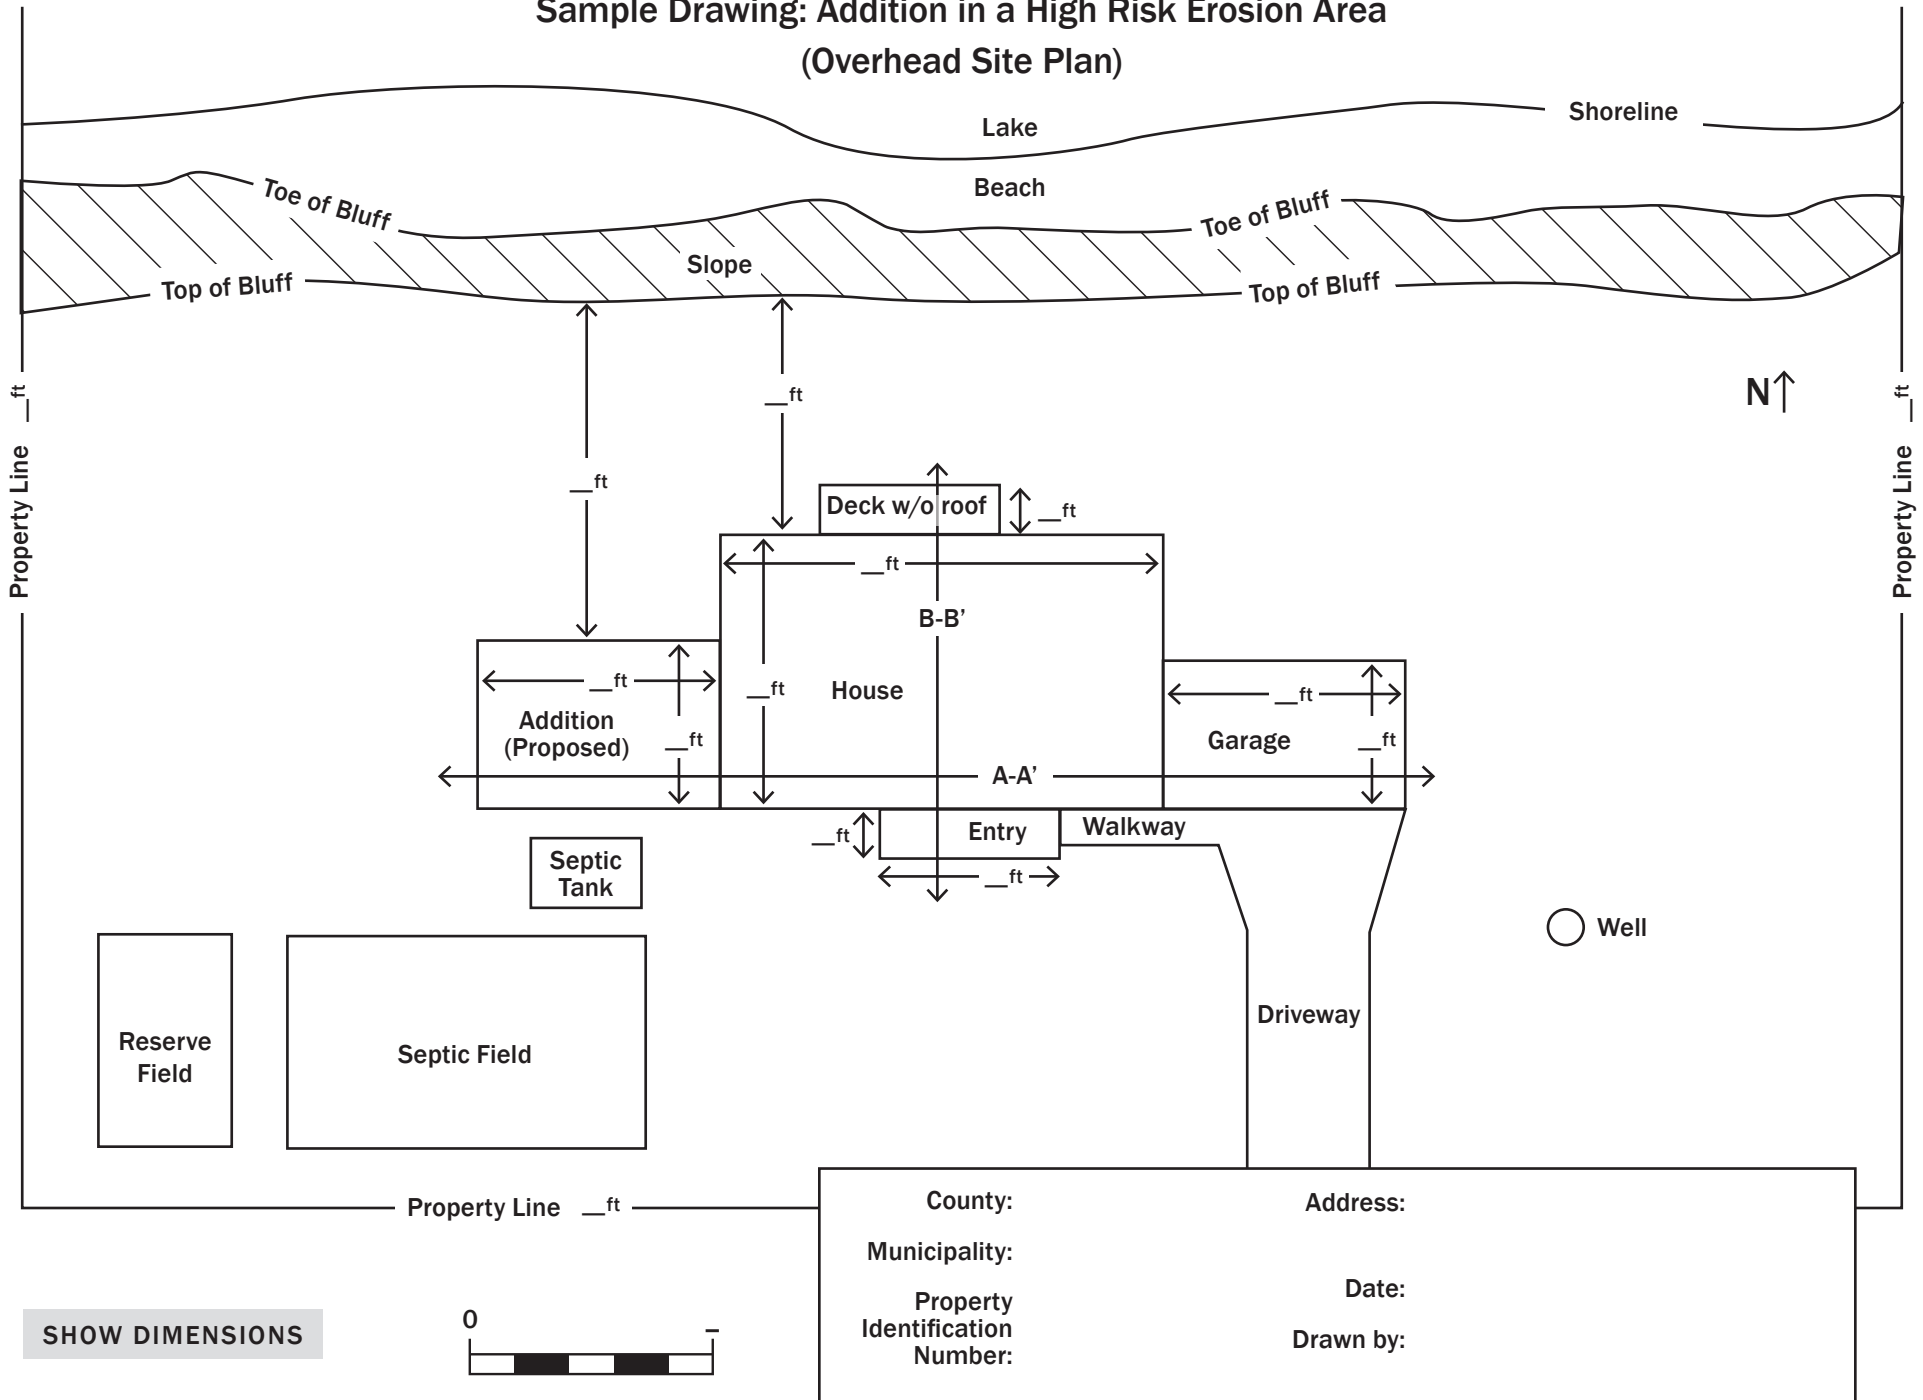 Sample Drawing: Addition in a High Risk Erosion Area
(Overhead Site Plan)
Shoreline
Lake
Beach
Toe of Bluff
Toe of Bluff
Slope
Top of Bluff
Top of Bluff
N
__ft
__ft
__ft
__ft
Property Line
Property Line
Deck w/o roof
__ft
__ft
B-B’
__ft
House
__ft
Addition
(Proposed)
__ft
__ft
Garage
__ft
A-A’
__ft
Entry
Walkway
__ft
Septic
Tank
Well
Driveway
Reserve
Field
Septic Field
Property Line __ft
County:
Address:
Municipality:
Date:
Property
Identification
Number:
Drawn by:
SHOW DIMENSIONS
0
_